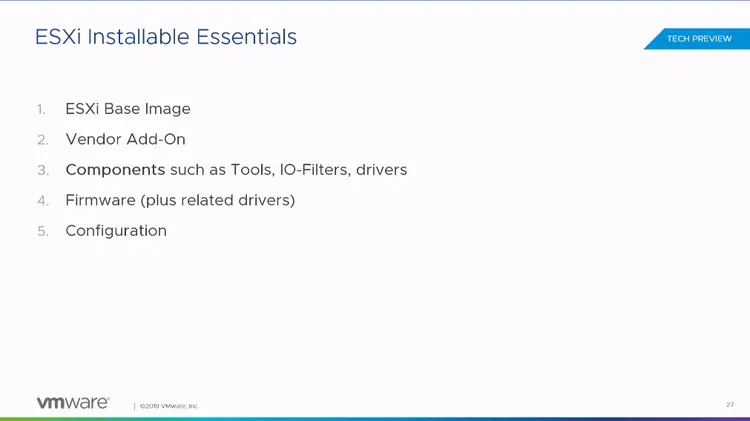 ESXi Installable Essentials
TECH PREVIEW
1. ESXi Base Image
2. Vendor Add-On
3. Components such as Tools, IO-Filters, drivers
4. Firmware (plus related drivers)
5. Configuration
vmware® | ©2019 VMware, Inc.
27